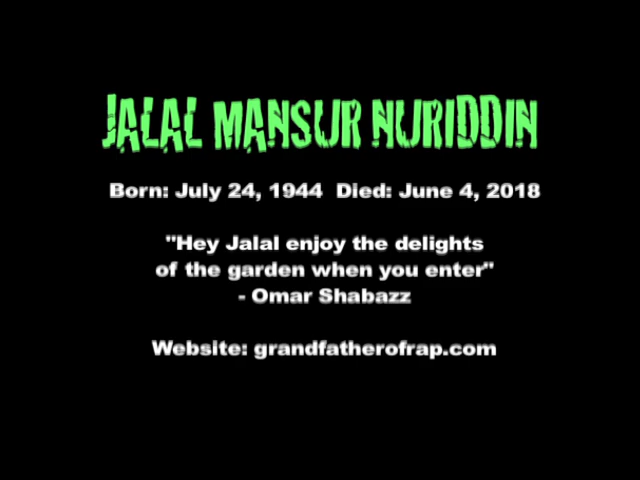 JALAL MANSUR NURIDDIN
Born: July 24, 1944  Died: June 4, 2018
"Hey Jalal enjoy the delights
of the garden when you enter"
- Omar Shabazz
Website: grandfatherofrap.com